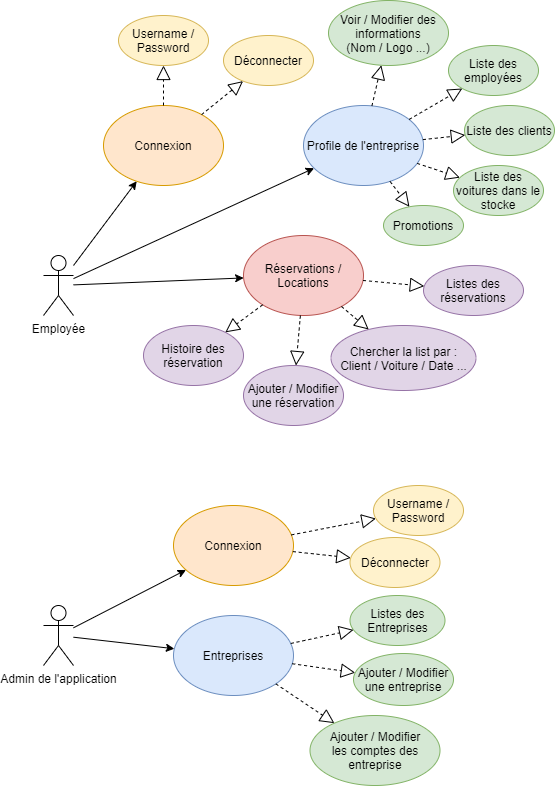 Username /
Password
Déconnecter
Voir / Modifier des
informations
(Nom / Logo ...)
Liste des
employées
Connexion
Profile de l'entreprise
Liste des clients
Liste des
voitures dans le
stocke
Promotions
Employée
Réservations /
Locations
Listes des
réservations
Histoire des
réservation
Ajouter / Modifier
une réservation
Chercher la list par :
Client / Voiture / Date ...
Username /
Password
Connexion
Déconnecter
Admin de l'application
Entreprises
Listes des
Entreprises
Ajouter / Modifier
une entreprise
Ajouter / Modifier
les comptes des
entreprise